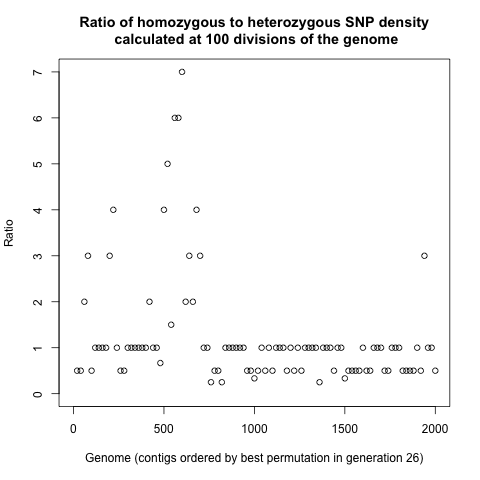 Ratio of homozygous to heterozygous SNP density
calculated at 100 divisions of the genome
7
6
5
4
3
2
1
0
Ratio
0 500 1000 1500 2000
Genome (contigs ordered by best permutation in generation 26)